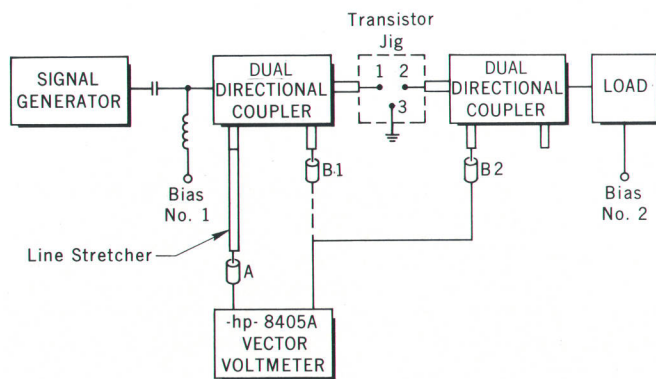 Transistor
Jig
SIGNAL
GENERATOR
DUAL
DIRECTIONAL
COUPLER
1 2
3
DUAL
DIRECTIONAL
COUPLER
LOAD
Bias
No. 1
B1
B2
Bias
No. 2
Line Stretcher
A
-hp- 8405A
VECTOR
VOLTMETER